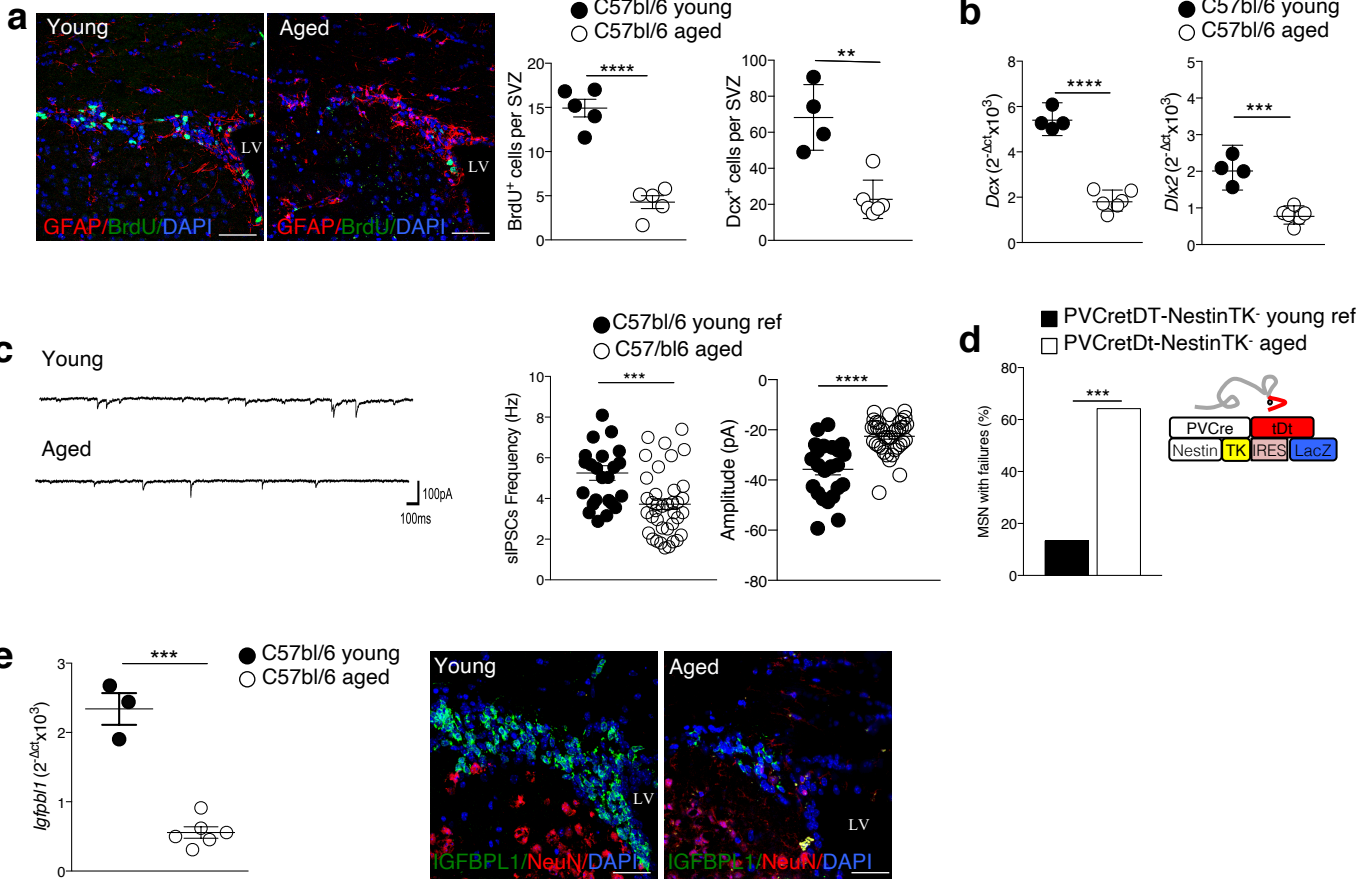 a
Young
Aged
LV
LV
GFAP/BrdU/DAPI
GFAP/BrdU/DAPI
C57bl/6 young
C57bl/6 aged
BrdU⁺ cells per SVZ
20
15
10
5
0
****
Dcx⁺ cells per SVZ
100
80
60
40
20
0
**
b
C57bl/6 young
C57bl/6 aged
Dcx (2⁻Δct x10³)
8
6
4
2
0
****
Dlx2 (2⁻Δct x10³)
5
4
3
2
1
0
***
c
Young
Aged
100pA
100ms
C57bl/6 young ref
C57/bl6 aged
sIPSCs Frequency (Hz)
10
8
6
4
2
0
***
Amplitude (pA)
0
-20
-40
-60
-80
****
d
PVCretDT-NestinTK⁻ young ref
PVCretDt-NestinTK⁻ aged
MSN with failures (%)
80
60
40
20
0
***
PVCre tDt
Nestin TK IRES LacZ
e
C57bl/6 young
C57bl/6 aged
Igfpbl1 (2⁻Δct x10³)
3
2
1
0
***
Young
Aged
LV
LV
IGFBPL1/NeuN/DAPI
IGFBPL1/NeuN/DAPI